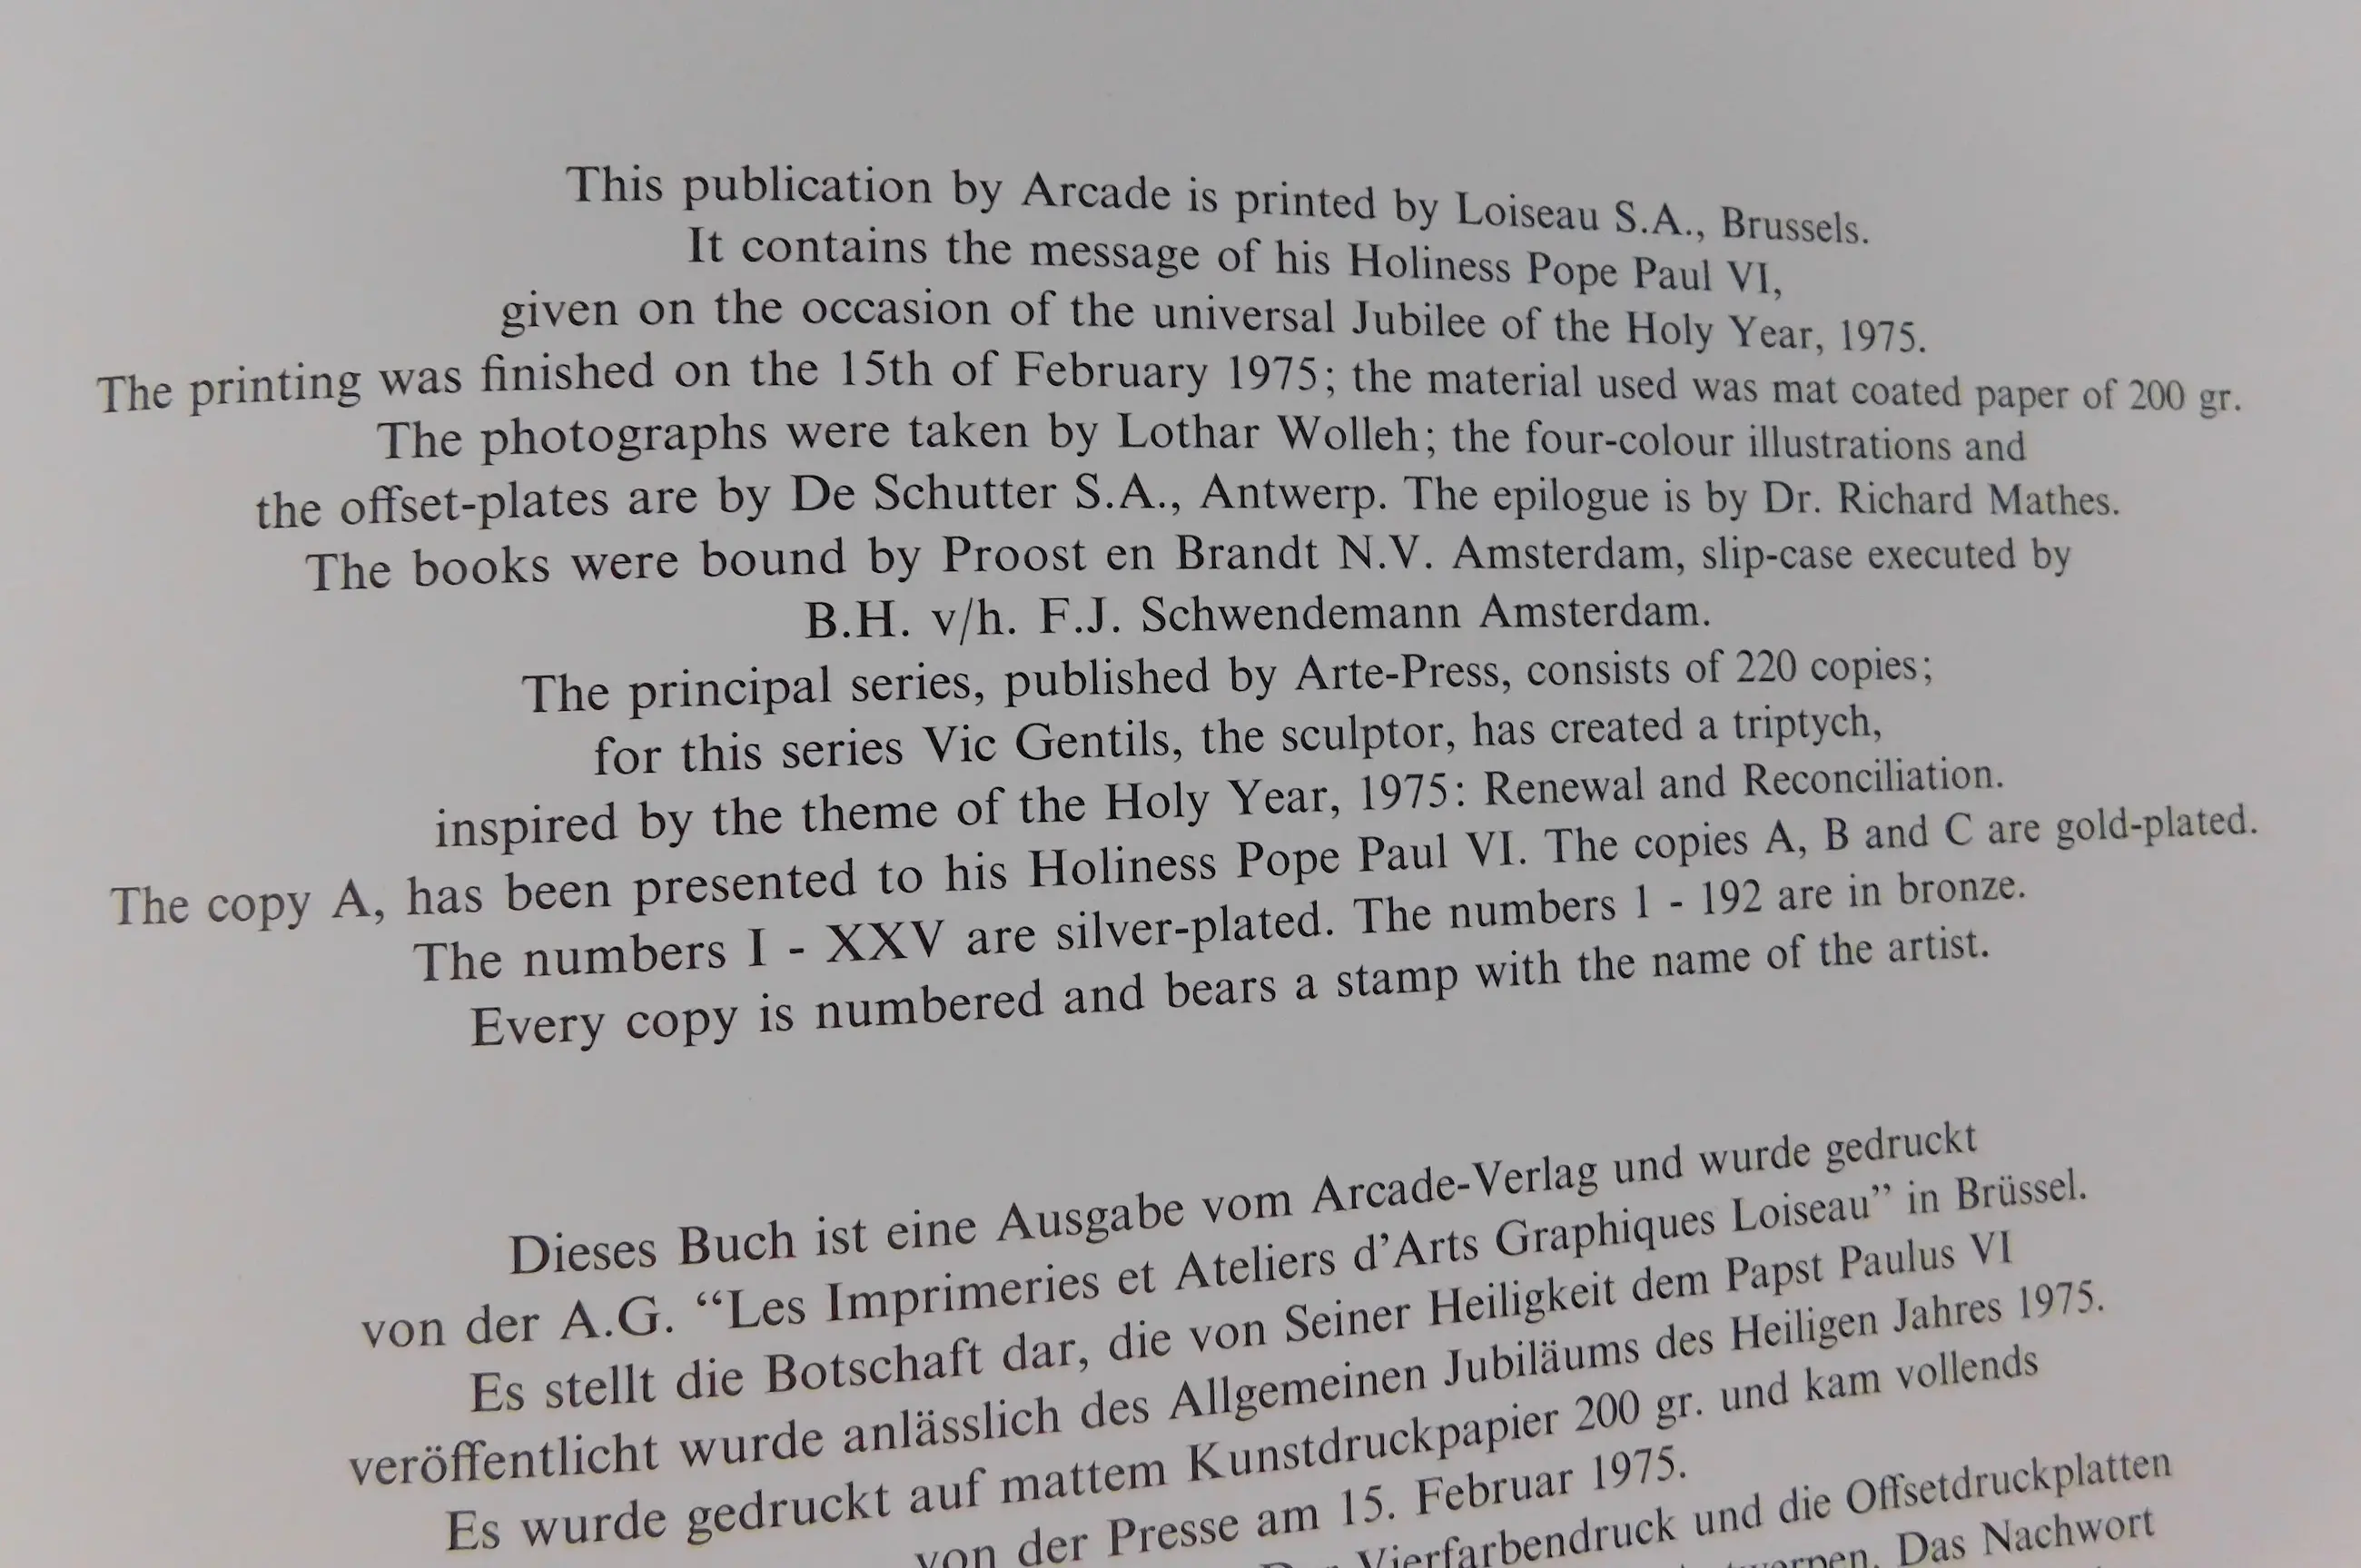 This publication by Arcade is printed by Loiseau S.A., Brussels.
It contains the message of his Holiness Pope Paul VI,
given on the occasion of the universal Jubilee of the Holy Year, 1975.
The printing was finished on the 15th of February 1975; the material used was mat coated paper of 200 gr.
The photographs were taken by Lothar Wolleh; the four-colour illustrations and
the offset-plates are by De Schutter S.A., Antwerp. The epilogue is by Dr. Richard Mathes.
The books were bound by Proost en Brandt N.V. Amsterdam, slip-case executed by
B.H. v/h. F.J. Schwendemann Amsterdam.
The principal series, published by Arte-Press, consists of 220 copies;
for this series Vic Gentils, the sculptor, has created a triptych,
inspired by the theme of the Holy Year, 1975: Renewal and Reconciliation.
The copy A, has been presented to his Holiness Pope Paul VI. The copies A, B and C are gold-plated.
The numbers I - XXV are silver-plated. The numbers 1 - 192 are in bronze.
Every copy is numbered and bears a stamp with the name of the artist.
Dieses Buch ist eine Ausgabe vom Arcade-Verlag und wurde gedruckt
von der A.G. “Les Imprimeries et Ateliers d’Arts Graphiques Loiseau” in Brüssel.
Es stellt die Botschaft dar, die von Seiner Heiligkeit dem Papst Paulus VI
veröffentlicht wurde anlässlich des Allgemeinen Jubiläums des Heiligen Jahres 1975.
Es wurde gedruckt auf mattem Kunstdruckpapier 200 gr. und kam vollends
von der Presse am 15. Februar 1975.
Vierfarbendruck und die Offsetdruckplatten
Das Nachwort